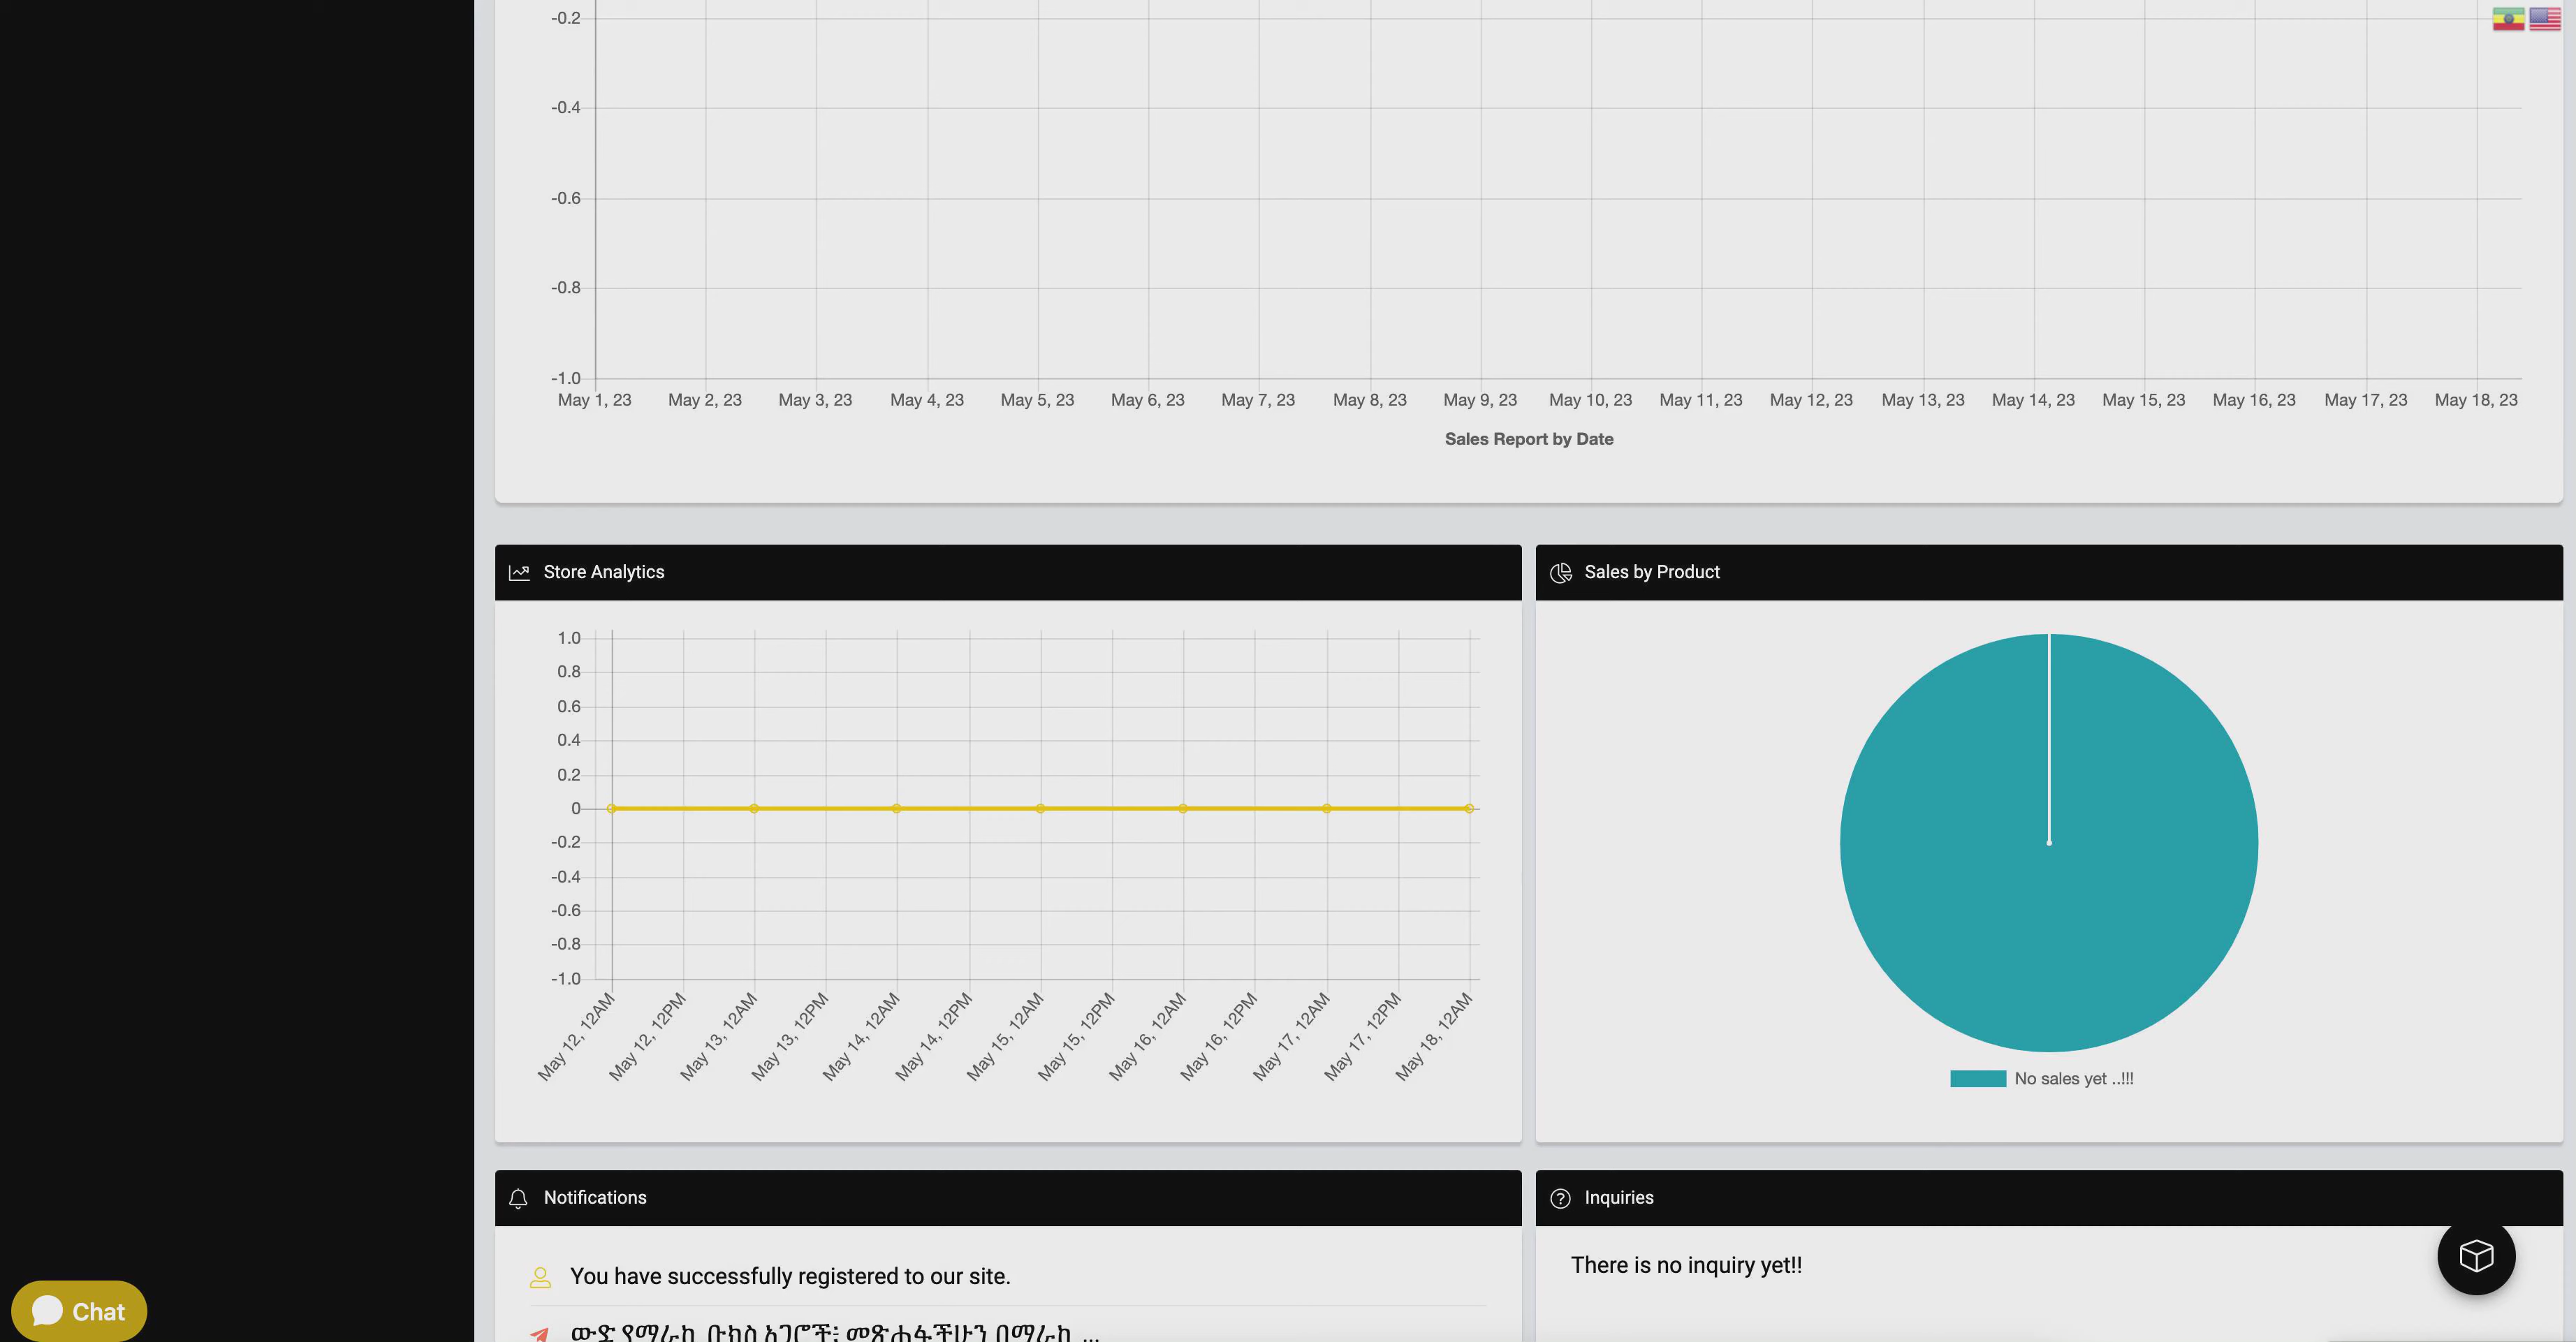 -0.2
-0.4
-0.6
-0.8
-1.0
May 1, 23 May 2, 23 May 3, 23 May 4, 23 May 5, 23 May 6, 23 May 7, 23 May 8, 23 May 9, 23 May 10, 23 May 11, 23 May 12, 23 May 13, 23 May 14, 23 May 15, 23 May 16, 23 May 17, 23 May 18, 23
Sales Report by Date
Store Analytics
1.0
0.8
0.6
0.4
0.2
0
-0.2
-0.4
-0.6
-0.8
-1.0
May 12, 12AM May 12, 12PM May 13, 12AM May 13, 12PM May 14, 12AM May 14, 12PM May 15, 12AM May 15, 12PM May 16, 12AM May 16, 12PM May 17, 12AM May 17, 12PM May 18, 12AM
Sales by Product
No sales yet ..!!!
Notifications
You have successfully registered to our site.
ውድ የማራኪ ቡክስ አጋሮች፤ መጽሐፋችሁን በማራኪ ...
Inquiries
There is no inquiry yet!!
Chat